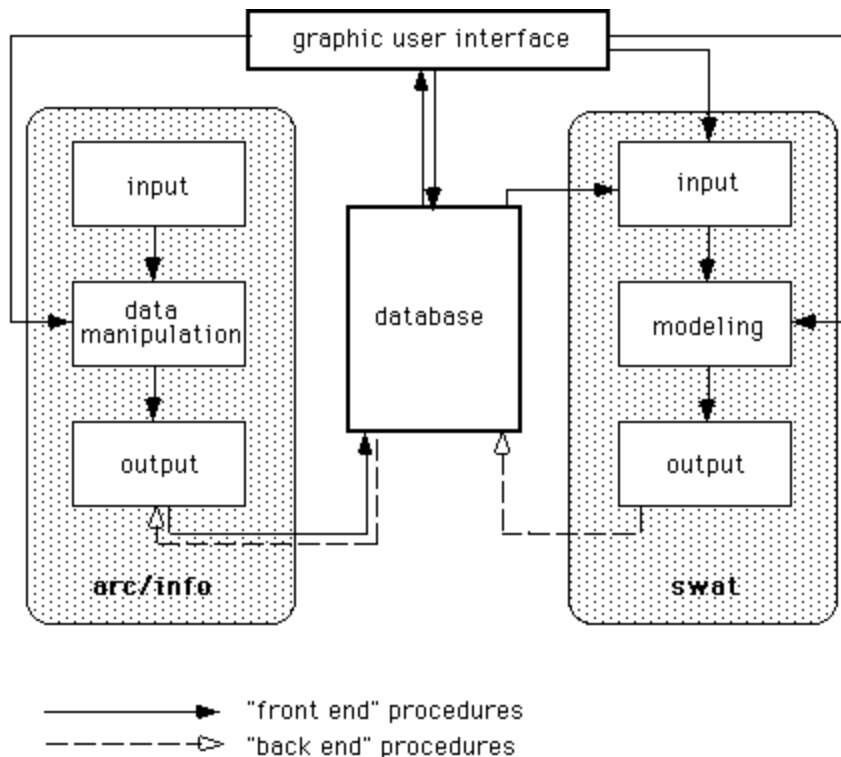 graphic user interface
input
data
manipulation
output
arc/info
database
input
modeling
output
swat
"front end" procedures
"back end" procedures